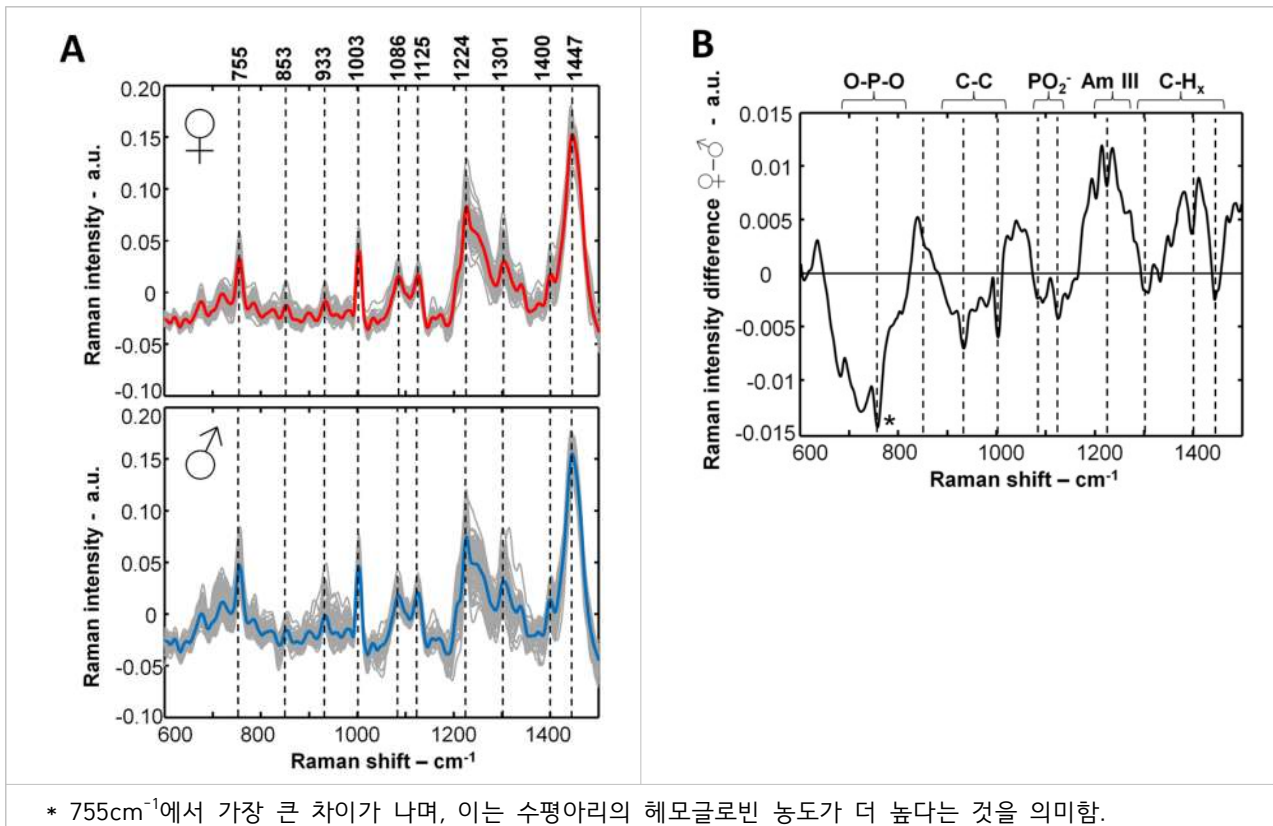 A
755 853 933 1003 1086 1125 1224 1301 1400 1447
0.20
0.15
0.10
0.05
0
-0.05
-0.10
Raman intensity - a.u.
♀
0.20
0.15
0.10
0.05
0
-0.05
-0.10
Raman intensity - a.u.
♂
600 800 1000 1200 1400
Raman shift – cm⁻¹
B
O-P-O C-C PO₂⁻ Am III C-Hₓ
0.015
0.01
0.005
0
-0.005
-0.01
-0.015
Raman intensity difference ♀-♂ - a.u.
*
600 800 1000 1200 1400
Raman shift – cm⁻¹
* 755cm⁻¹에서 가장 큰 차이가 나며, 이는 수평아리의 헤모글로빈 농도가 더 높다는 것을 의미함.